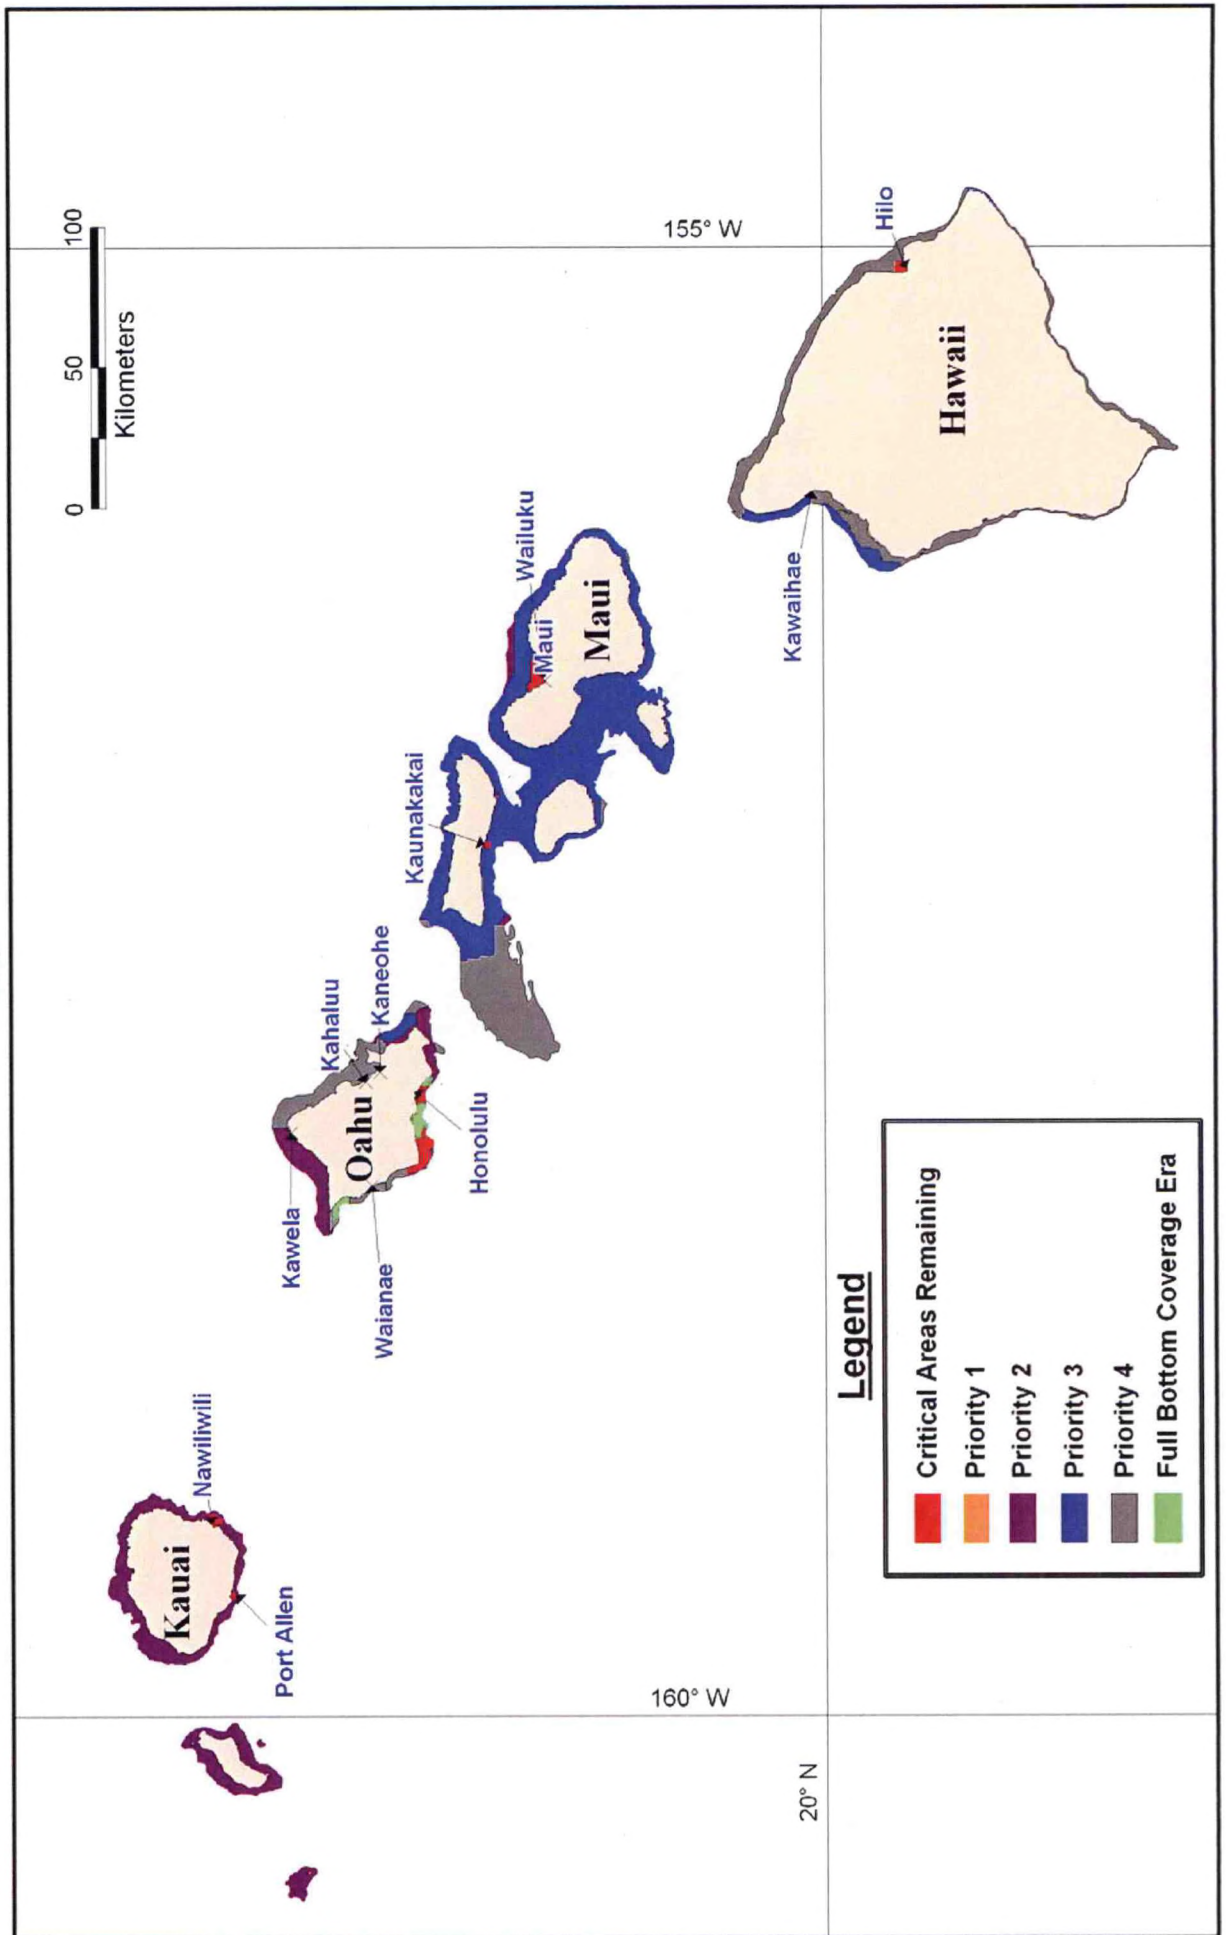 0 50 100
Kilometers
Kauai
Nawiliwili
Port Allen
Kawela
Kahaluu
Kaneohe
Oahu
Waianae
Honolulu
Kaunakakai
Wailuku
Maui
Maui
155° W
160° W
20° N
Kawaihae
Hilo
Hawaii
Legend
Critical Areas Remaining
Priority 1
Priority 2
Priority 3
Priority 4
Full Bottom Coverage Era